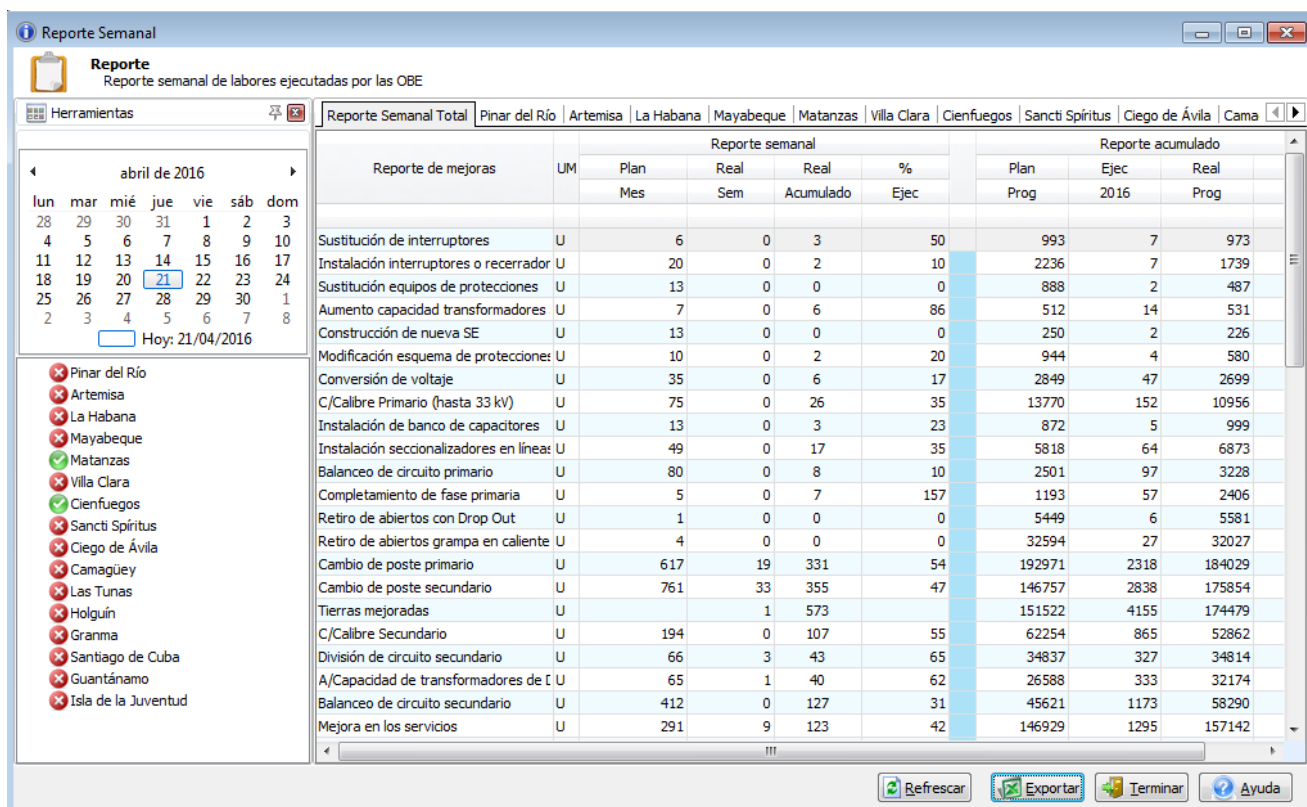 Reporte Semanal
Reporte
Reporte semanal de labores ejecutadas por las OBE
Herramientas
abril de 2016
lun mar mié jue vie sáb dom
28 29 30 31 1 2 3
4 5 6 7 8 9 10
11 12 13 14 15 16 17
18 19 20 21 22 23 24
25 26 27 28 29 30 1
2 3 4 5 6 7 8
Hoy: 21/04/2016
Pinar del Río
Artemisa
La Habana
Mayabeque
Matanzas
Villa Clara
Cienfuegos
Sancti Spíritus
Ciego de Ávila
Camagüey
Las Tunas
Holguín
Granma
Santiago de Cuba
Guantánamo
Isla de la Juventud
Reporte Semanal Total Pinar del Río Artemisa La Habana Mayabeque Matanzas Villa Clara Cienfuegos Sancti Spíritus Ciego de Ávila Cama
Reporte semanal Reporte acumulado
Reporte de mejoras UM Plan Real Real % Plan Ejec Real
Mes Sem Acumulado Ejec Prog 2016 Prog
Sustitución de interruptores U 6 0 3 50 993 7 973
Instalación interruptores o recerrador U 20 0 2 10 2236 7 1739
Sustitución equipos de protecciones U 13 0 0 0 888 2 487
Aumento capacidad transformadores U 7 0 6 86 512 14 531
Construcción de nueva SE U 13 0 0 0 250 2 226
Modificación esquema de protecciones U 10 0 2 20 944 4 580
Conversión de voltaje U 35 0 6 17 2849 47 2699
C/Calibre Primario (hasta 33 kV) U 75 0 26 35 13770 152 10956
Instalación de banco de capacitores U 13 0 3 23 872 5 999
Instalación seccionalizadores en líneas U 49 0 17 35 5818 64 6873
Balanceo de circuito primario U 80 0 8 10 2501 97 3228
Completamiento de fase primaria U 5 0 7 157 1193 57 2406
Retiro de abiertos con Drop Out U 1 0 0 0 5449 6 5581
Retiro de abiertos grampa en caliente U 4 0 0 0 32594 27 32027
Cambio de poste primario U 617 19 331 54 192971 2318 184029
Cambio de poste secundario U 761 33 355 47 146757 2838 175854
Tierras mejoradas U 1 573 151522 4155 174479
C/Calibre Secundario U 194 0 107 55 62254 865 52862
División de circuito secundario U 66 3 43 65 34837 327 34814
A/Capacidad de transformadores de D U 65 1 40 62 26588 333 32174
Balanceo de circuito secundario U 412 0 127 31 45621 1173 58290
Mejora en los servicios U 291 9 123 42 146929 1295 157142
Refrescar Exportar Terminar Ayuda